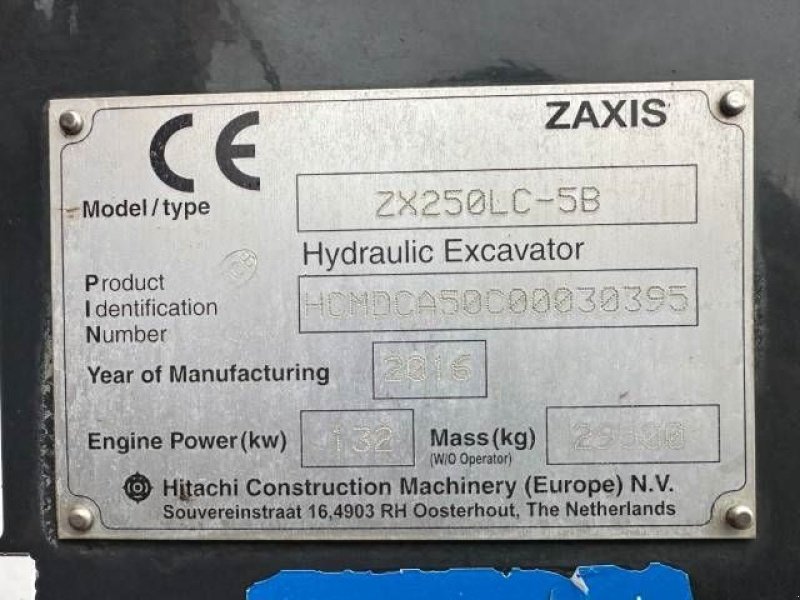 CE
ZAXIS
Model/type ZX250LC-5B
Hydraulic Excavator
Product
Identification HCMDCA50C00030395
Number
Year of Manufacturing 2016
Engine Power(kw) 132 Mass(kg)
(W/O Operator)
Hitachi Construction Machinery (Europe) N.V.
Souvereinstraat 16,4903 RH Oosterhout, The Netherlands